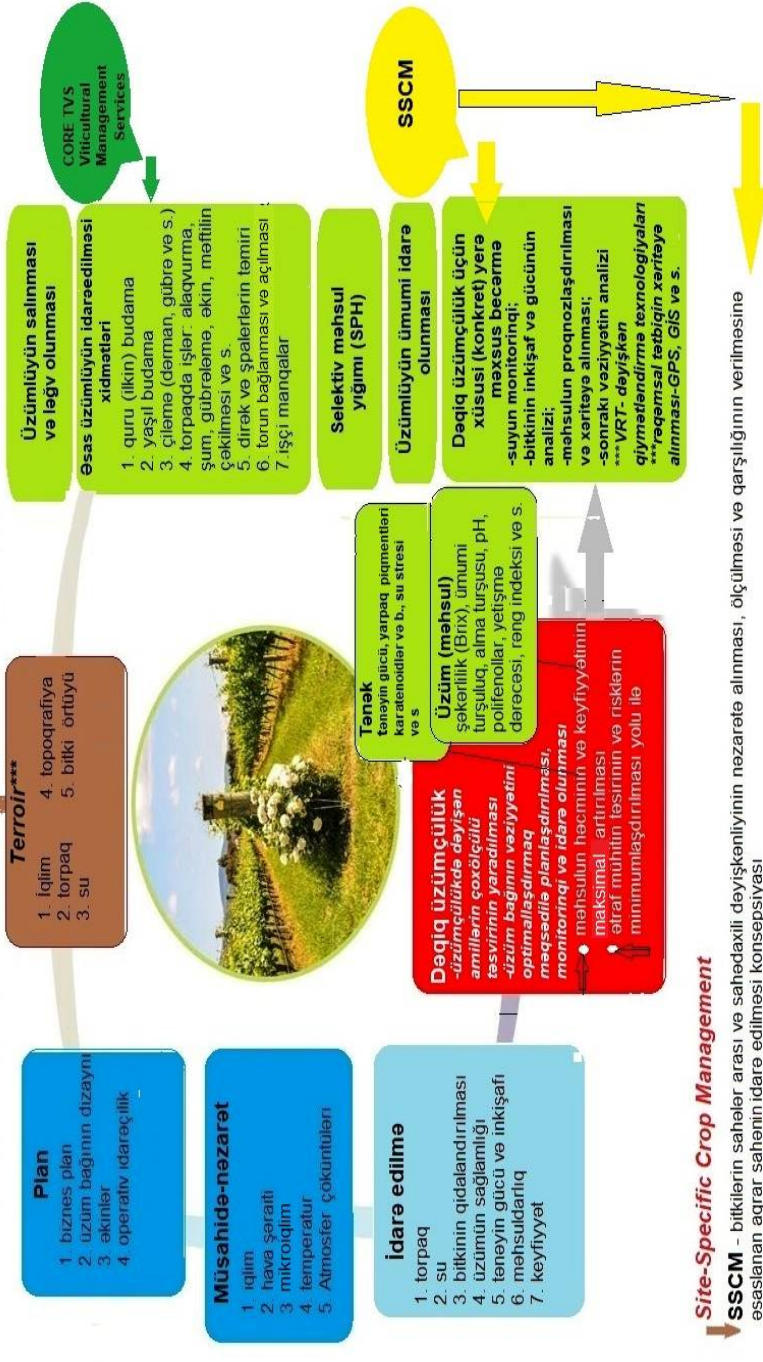 Plan
1. biznes plan
2. üzüm bağının dizaynı
3. əkinlər
4. operativ idarəçilik
Müşahidə-nəzarət
1. iqlim
2. hava şəraiti
3 mikroiqlim
4. temperatur
5. Atmosfer çöküntüləri
İdarə edilmə
1. torpaq
2. su
3. bitkinin qidalandırılması
4. üzümün sağlamlığı
5. tənəyin gücü və inkişafı
6. məhsuldarlıq
7. keyfiyyət
Terroir***
1. İqlim
2. torpaq
3. su
4. topoqrafiya
5. bitki örtüyü
Dəqiq üzümçülük
-üzümçülükdə dəyişən
amillərin çoxölçülü
təsvirinin yaradılması
-üzüm bağının vəziyyətini
optimallaşdırmaq
məqsədilə planlaşdırılması,
monitorinqi və idarə olunması
məhsulun həcminin və keyfiyyətinin
maksimal artırılması
ətraf mühitin təsirinin və risklərin
minimumlaşdırılması yolu ilə
Tənək
tənəyin gücü, yarpaq piqmentləri
karatenoidlər və b., su stresi
və s
Üzüm (məhsul)
şəkərlilik (Brix), ümumi
turşuluq, alma turşusu, pH,
polifenollar, yetişmə
dərəcəsi, rəng indeksi və s.
Üzümlüyün salınması
və ləğv olunması
Əsas üzümlüyün idarəedilməsi
xidmətləri
1. quru (ilkin) budama
2. yaşıl budama
3. çiləmə (dərman, gübrə və s.)
4. torpaqda işlər: alaqvurma,
şum, gübrələmə, əkin, məftilin
çəkilməsi və s.
5. dirək və şpalerlərin təmiri
6. torun bağlanması və açılması
7.işçi manqalar
Selektiv məhsul
yığımı (SPH)
Üzümlüyün ümumi idarə
olunması
Dəqiq üzümçülük üçün
xüsusi (konkret) yerə
məxsus becərmə
-suyun monitorinqi;
-bitkinin inkişaf və gücünün
analizi;
-məhsulun proqnozlaşdırılması
və xəritəyə alınması;
-sonrakı vəziyyətin analizi
***VRT- dəyişkən
qiymətləndirmə texnologiyaları
***rəqəmsal tətbiqin xəritəyə
alınması-GPS, GİS və s.
CORE TVS
Viticultural
Management
Services
SSCM
Site-Specific Crop Management
SSCM - bitkilərin sahələr arası və sahədaxili dəyişkənliyinin nəzarətə alınması, ölçülməsi və qarşılığının verilməsinə
əsaslanan aqrar sahənin idarə edilməsi konsepsiyası